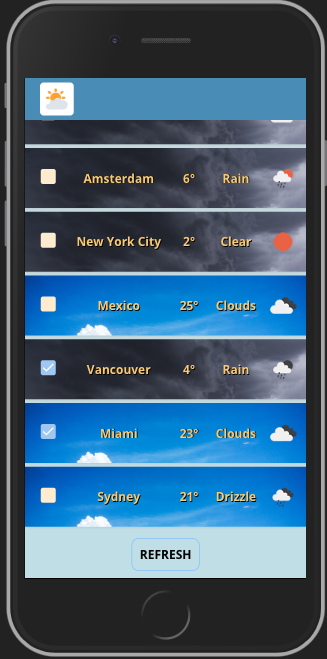 Amsterdam 6° Rain
New York City 2° Clear
Mexico 25° Clouds
Vancouver 4° Rain
Miami 23° Clouds
Sydney 21° Drizzle
REFRESH